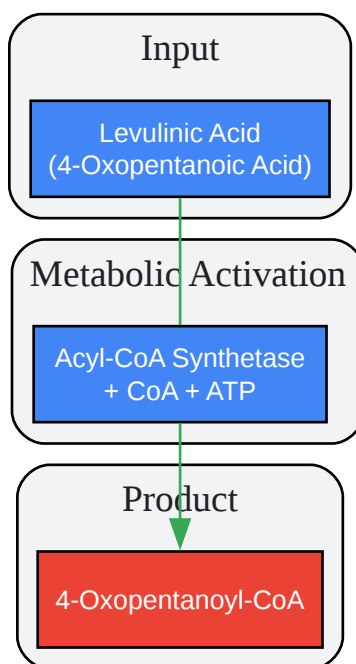 Input
Levulinic Acid
(4-Oxopentanoic Acid)
Metabolic Activation
Acyl-CoA Synthetase
+ CoA + ATP
Product
4-Oxopentanoyl-CoA